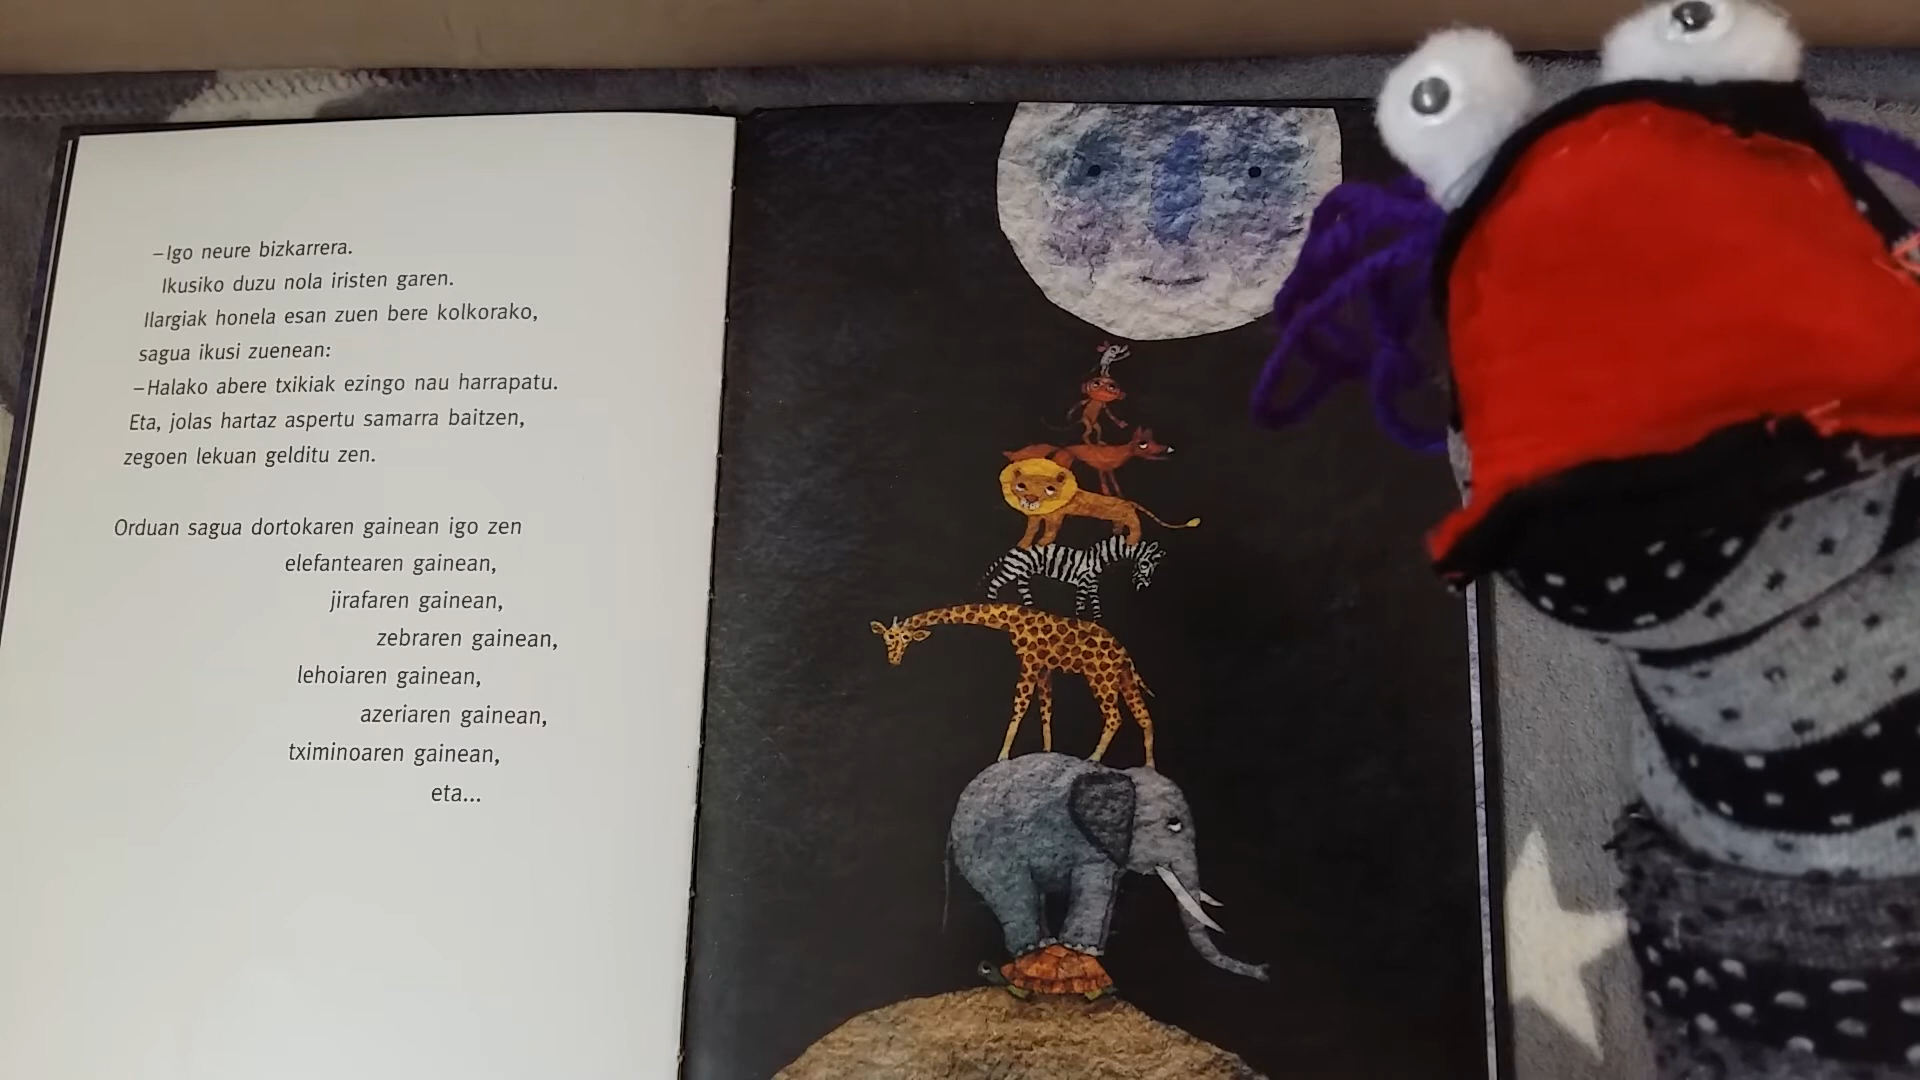 –Igo neure bizkarrera.
Ikusiko duzu nola iristen garen.
Ilargiak honela esan zuen bere kolkorako,
sagua ikusi zuenean:
–Halako abere txikiak ezingo nau harrapatu.
Eta, jolas hartaz aspertu samarra baitzen,
zegoen lekuan gelditu zen.
Orduan sagua dortokaren gainean igo zen
elefantearen gainean,
jirafaren gainean,
zebraren gainean,
lehoiaren gainean,
azeriaren gainean,
tximinoaren gainean,
eta...